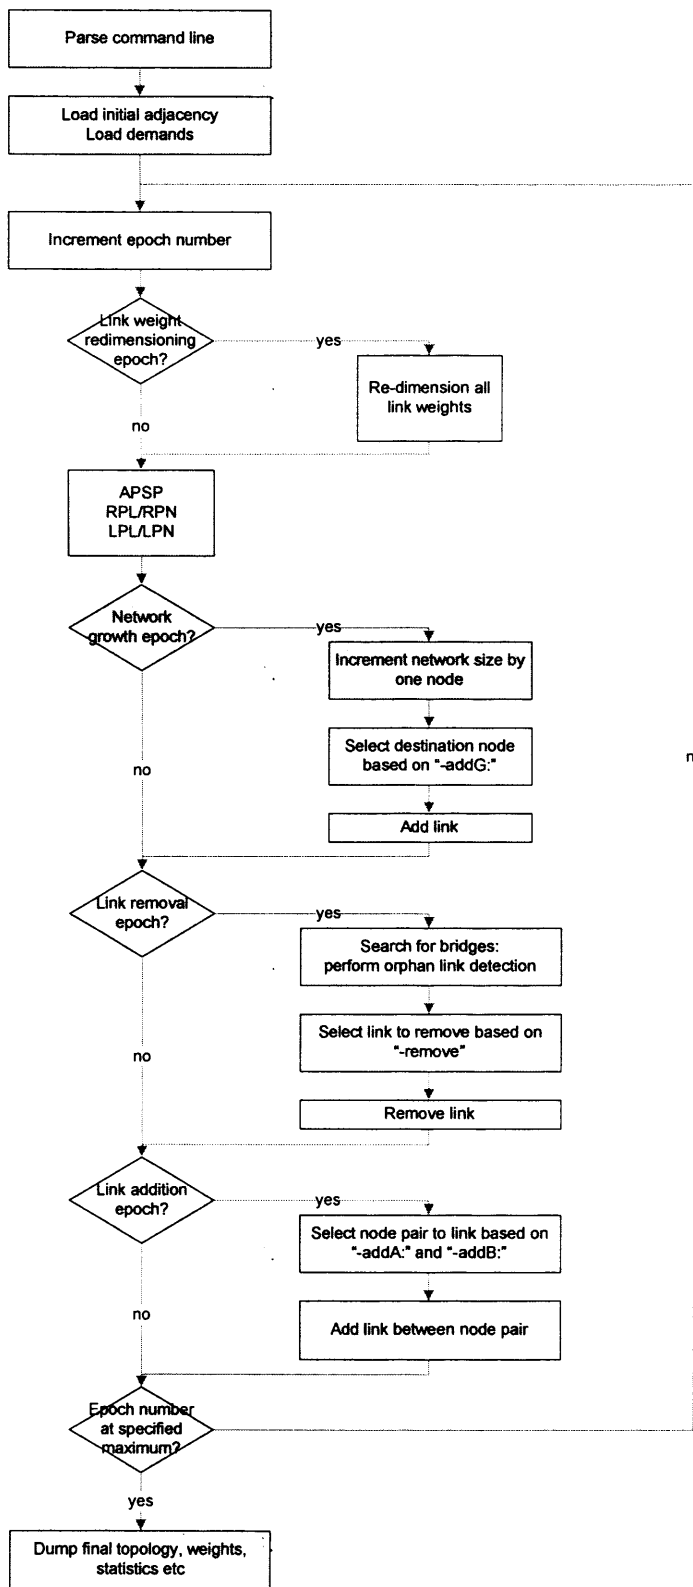 Parse command line
Load initial adjacency
Load demands
Increment epoch number
Link weight
redimensioning
epoch?
yes
Re-dimension all
link weights
no
APSP
RPL/RPN
LPL/LPN
Network
growth epoch?
yes
Increment network size by
one node
Select destination node
based on "-addG:"
no
Add link
Link removal
epoch?
yes
Search for bridges:
perform orphan link detection
Select link to remove based on
"-remove"
no
Remove link
Link addition
epoch?
yes
Select node pair to link based on
"-addA:" and "-addB:"
no
Add link between node pair
Epoch number
at specified
maximum?
yes
Dump final topology, weights,
statistics etc